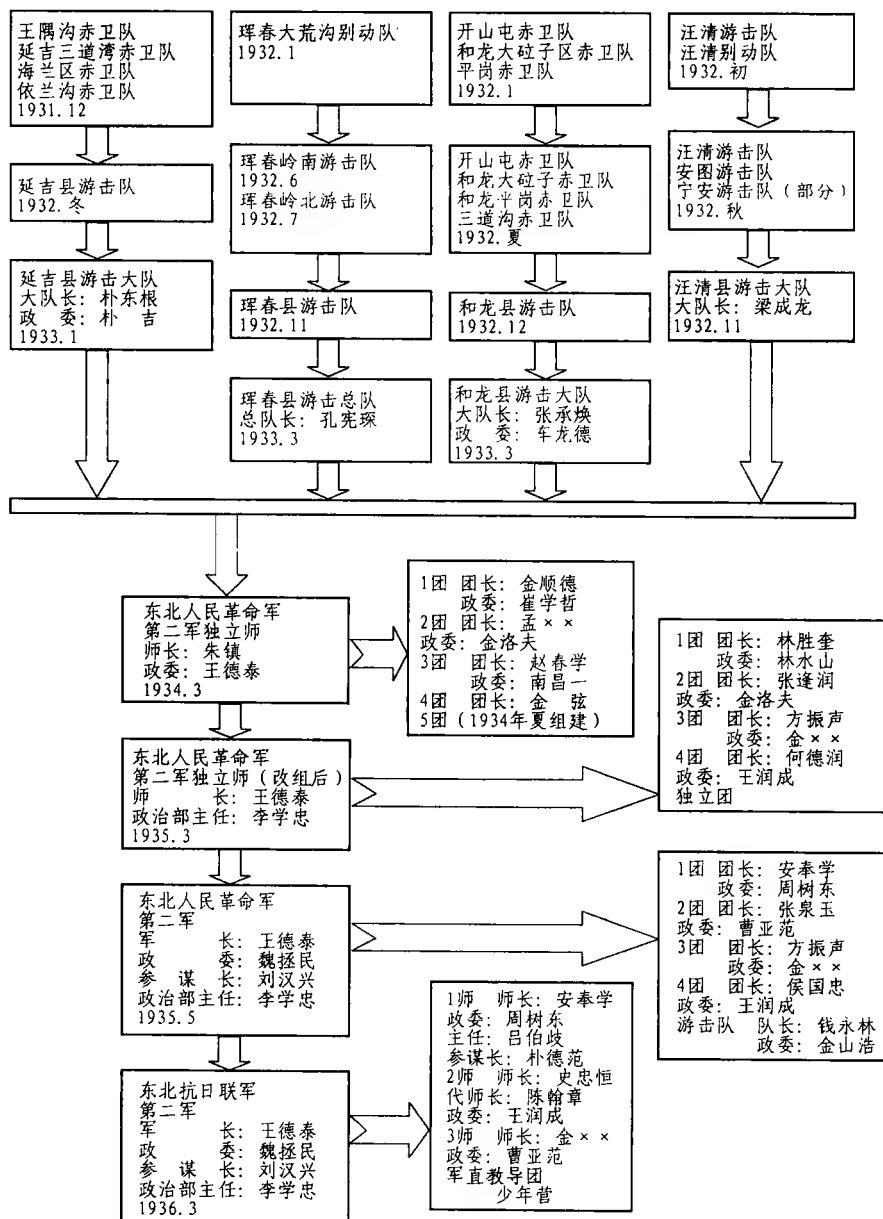 王隅沟赤卫队
延吉三道湾赤卫队
海兰区赤卫队
依兰沟赤卫队
1931.12
延吉县游击队
1932.冬
延吉县游击大队
大队长：朴东根
政　委：朴　吉
1933.1
珲春大荒沟别动队
1932.1
珲春岭南游击队
1932.6
珲春岭北游击队
1932.7
珲春县游击队
1932.11
珲春县游击总队
总队长：孔宪琛
1933.3
开山屯赤卫队
和龙大砬子区赤卫队
平岗赤卫队
1932.1
开山屯赤卫队
和龙大砬子赤卫队
和龙平岗赤卫队
三道沟赤卫队
1932.夏
和龙县游击队
1932.12
和龙县游击大队
大队长：张承焕
政　委：车龙德
1933.3
汪清游击队
汪清别动队
1932.初
汪清游击队
安图游击队
宁安游击队（部分）
1932.秋
汪清县游击大队
大队长：梁成龙
1932.11
东北人民革命军
第二军独立师
师长：朱镇
政委：王德泰
1934.3
1团 团长：金顺德
政委：崔学哲
2团 团长：孟××
政委：金洛夫
3团 团长：赵春学
政委：南昌一
4团 团长：金　弦
5团（1934年夏组建）
东北人民革命军
第二军独立师（改组后）
师　　长：王德泰
政治部主任：李学忠
1935.3
1团 团长：林胜奎
政委：林水山
2团 团长：张逢润
政委：金洛夫
3团 团长：方振声
政委：金××
4团 团长：何德润
政委：王润成
独立团
东北人民革命军
第二军
军　　长：王德泰
政　　委：魏拯民
参　谋　长：刘汉兴
政治部主任：李学忠
1935.5
1团 团长：安奉学
政委：周树东
2团 团长：张泉玉
政委：曹亚范
3团 团长：方振声
政委：金××
4团 团长：侯国忠
政委：王润成
游击队 队长：钱永林
政委：金山浩
东北抗日联军
第二军
军　　长：王德泰
政　　委：魏拯民
参　谋　长：刘汉兴
政治部主任：李学忠
1936.3
1师 师长：安奉学
政委：周树东
主任：吕伯歧
参谋长：朴德范
2师 师长：史忠恒
代师长：陈翰章
政委：王润成
3师 师长：金××
政委：曹亚范
军直教导团
少年营